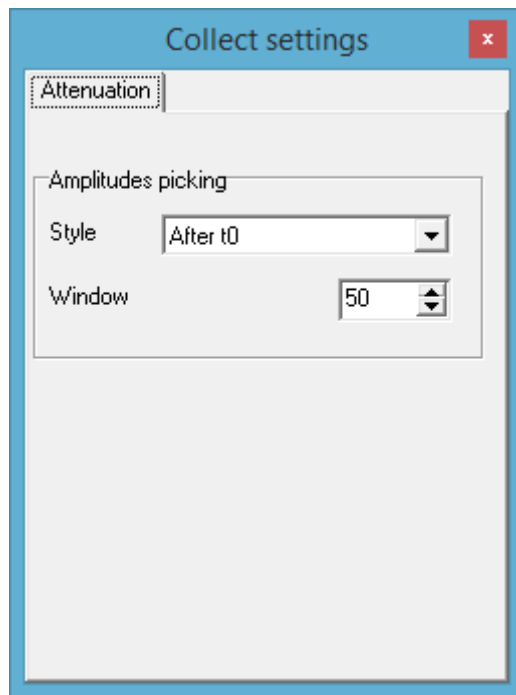 Collect settings
x
Attenuation
Amplitudes picking
Style After t0
Window 50